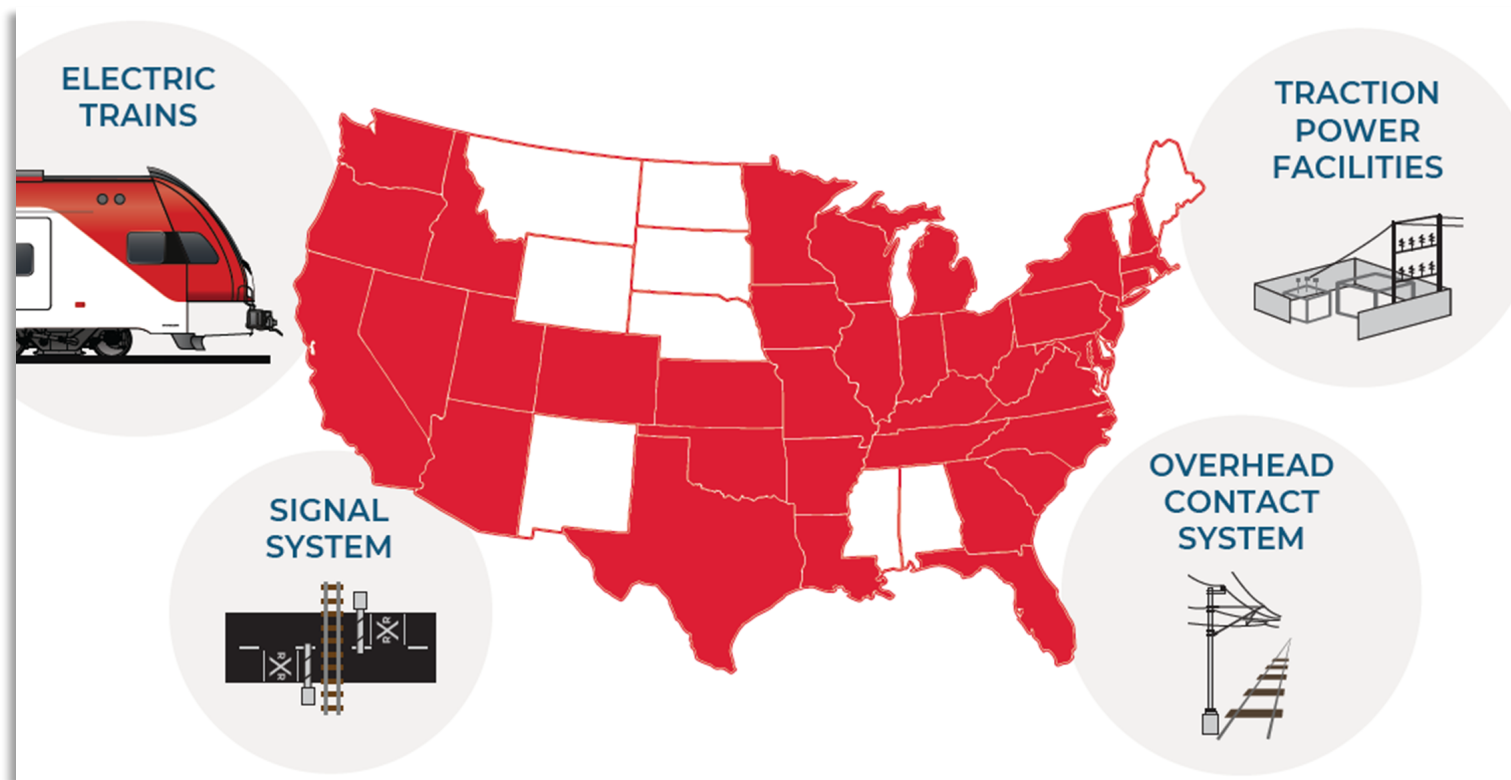 ELECTRIC
TRAINS
TRACTION
POWER
FACILITIES
SIGNAL
SYSTEM
R R
R R
OVERHEAD
CONTACT
SYSTEM